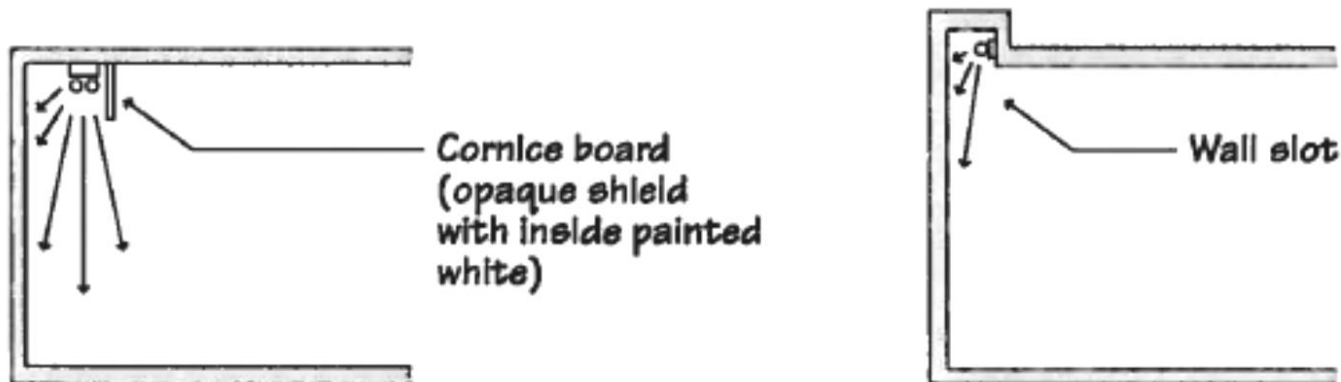 Cornice board
(opaque shield
with inside painted
white)
Wall slot